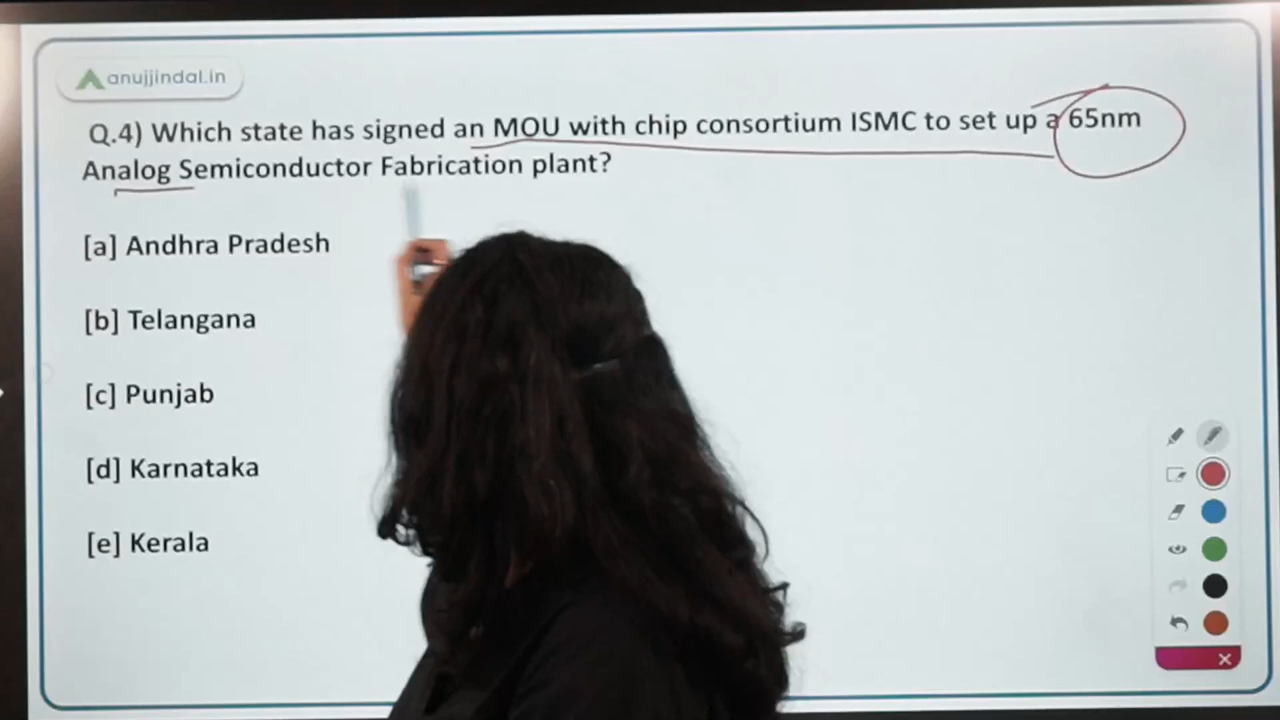 anujjindal.in
Q.4) Which state has signed an MOU with chip consortium ISMC to set up a 65nm
Analog Semiconductor Fabrication plant?
[a] Andhra Pradesh
[b] Telangana
[c] Punjab
[d] Karnataka
[e] Kerala